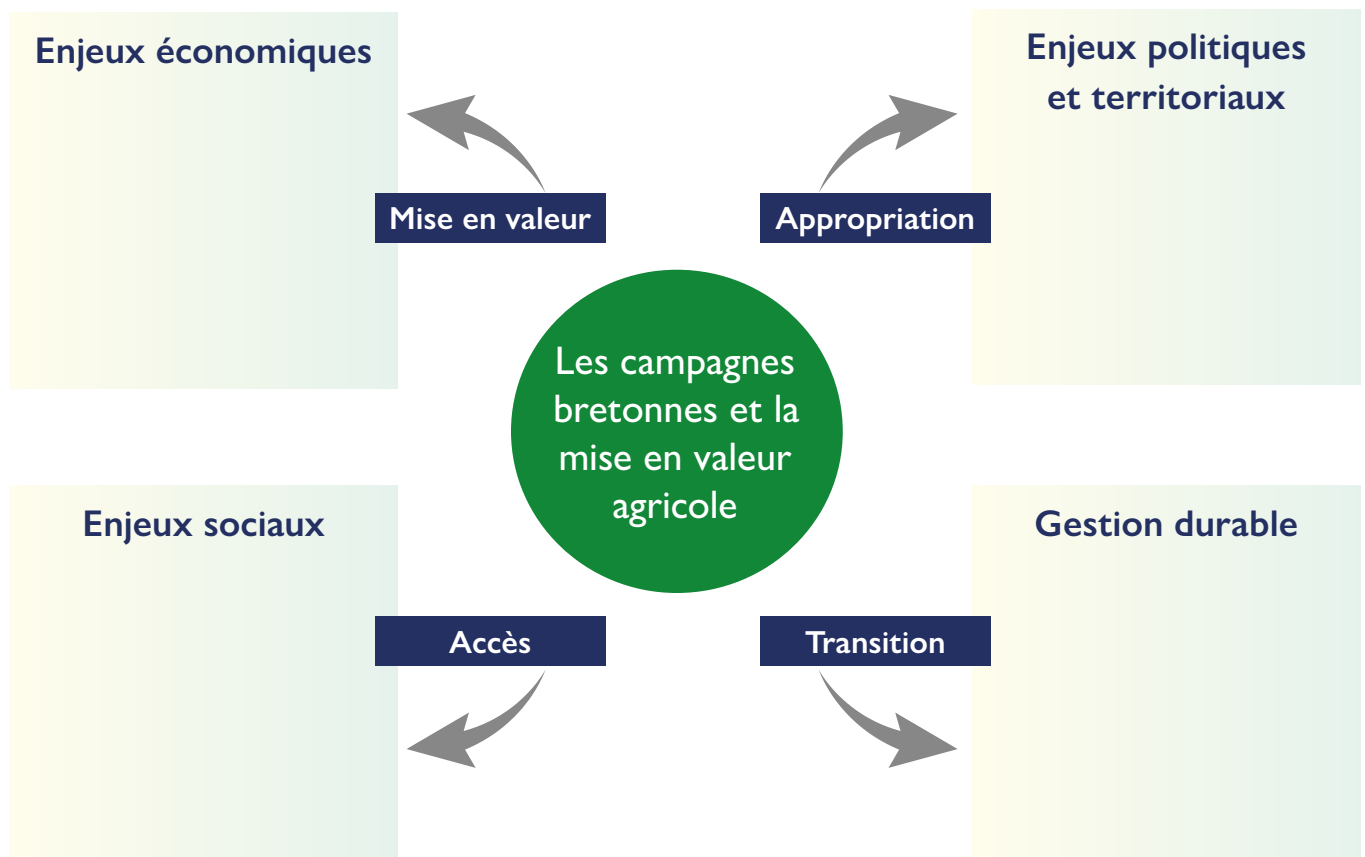 Enjeux économiques
Enjeux politiques
et territoriaux
Mise en valeur
Appropriation
Les campagnes
bretonnes et la
mise en valeur
agricole
Enjeux sociaux
Gestion durable
Accès
Transition